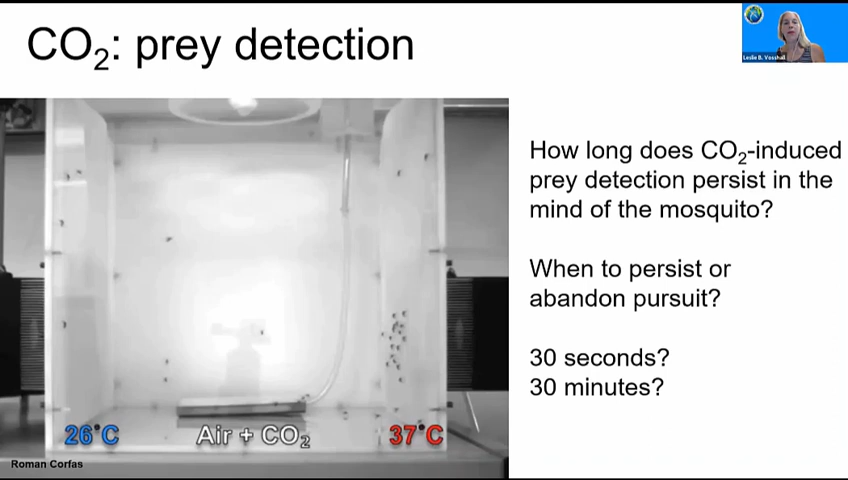 CO₂: prey detection
Leslie B. Vosshall
How long does CO₂-induced
prey detection persist in the
mind of the mosquito?
When to persist or
abandon pursuit?
30 seconds?
30 minutes?
26°C
Air + CO₂
37°C
Roman Corfas